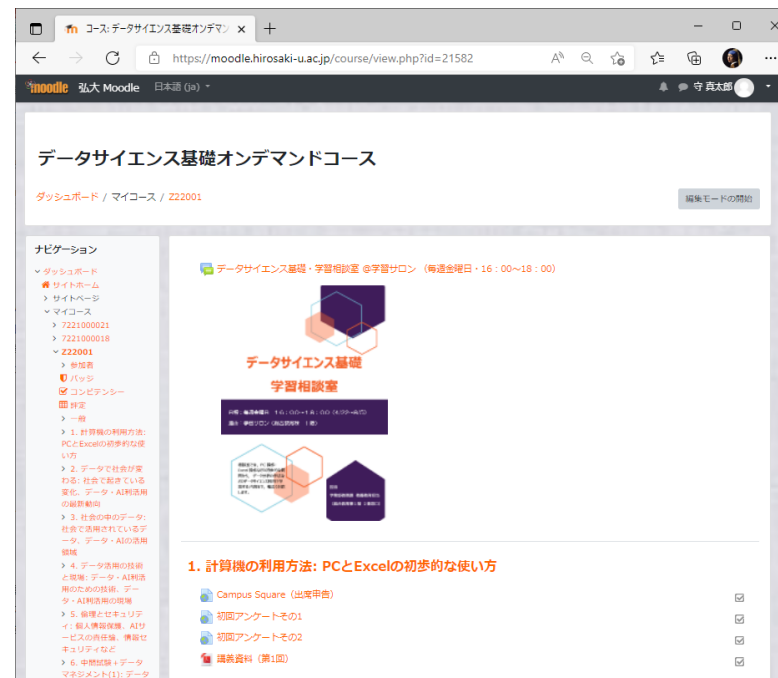 コース: データサイエンス基礎オンデマン
https://moodle.hirosaki-u.ac.jp/course/view.php?id=21582
moodle 弘大 Moodle 日本語 (ja)
守 真太郎
データサイエンス基礎オンデマンドコース
ダッシュボード / マイコース / Z22001
編集モードの開始
ナビゲーション
ダッシュボード
サイトホーム
サイトページ
マイコース
7221000021
7221000018
Z22001
参加者
バッジ
コンピテンシー
評定
一般
1. 計算機の利用方法:
PCとExcelの初歩的な使
い方
2. データで社会が変
わる: 社会で起きている
変化、データ・AI利活用
の最新動向
3. 社会の中のデータ:
社会で活用されているデ
ータ、データ・AIの活用
領域
4. データ活用の技術
と現場: データ・AI利活
用のための技術、デー
タ・AI利活用の現場
5. 倫理とセキュリテ
ィ: 個人情報保護、AIサ
ービスの責任論、情報セ
キュリティなど
6. 中間試験+データ
マネジメント(1): データ
データサイエンス基礎・学習相談室 @学習サロン (毎週金曜日・16:00~18:00)
データサイエンス基礎
学習相談室
1. 計算機の利用方法: PCとExcelの初歩的な使い方
Campus Square(出席申告)
初回アンケートその1
初回アンケートその2
講義資料(第1回)